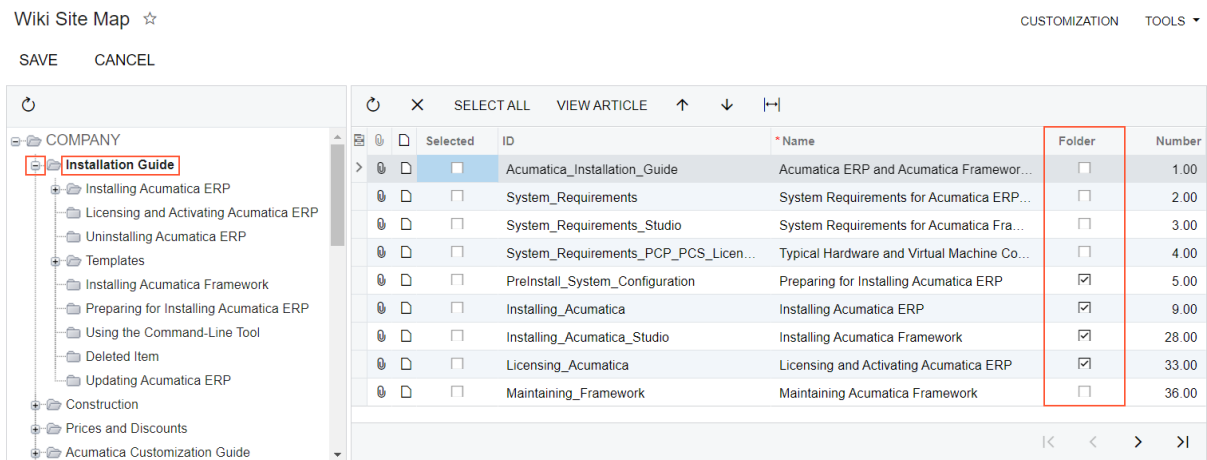 Wiki Site Map
CUSTOMIZATION TOOLS
SAVE CANCEL
SELECT ALL VIEW ARTICLE
COMPANY
Installation Guide
Installing Acumatica ERP
Licensing and Activating Acumatica ERP
Uninstalling Acumatica ERP
Templates
Installing Acumatica Framework
Preparing for Installing Acumatica ERP
Using the Command-Line Tool
Deleted Item
Updating Acumatica ERP
Construction
Prices and Discounts
Acumatica Customization Guide
Selected ID * Name Folder Number
Acumatica_Installation_Guide Acumatica ERP and Acumatica Framewor... 1.00
System_Requirements System Requirements for Acumatica ERP... 2.00
System_Requirements_Studio System Requirements for Acumatica Fra... 3.00
System_Requirements_PCP_PCS_Licen... Typical Hardware and Virtual Machine Co... 4.00
PreInstall_System_Configuration Preparing for Installing Acumatica ERP 5.00
Installing_Acumatica Installing Acumatica ERP 9.00
Installing_Acumatica_Studio Installing Acumatica Framework 28.00
Licensing_Acumatica Licensing and Activating Acumatica ERP 33.00
Maintaining_Framework Maintaining Acumatica Framework 36.00